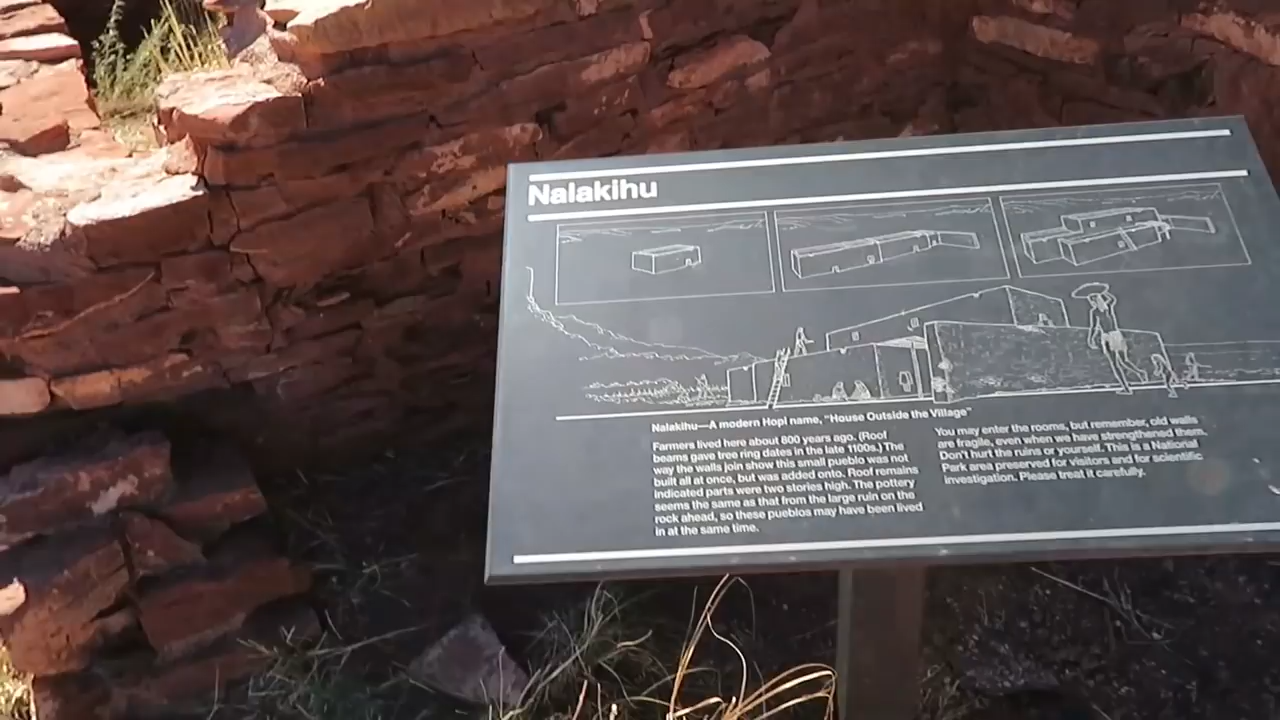 Nalakihu
Nalakihu—A modern Hopi name, "House Outside the Village"
Farmers lived here about 800 years ago. (Roof
beams gave tree ring dates in the late 1100s.) The
way the walls join show this small pueblo was not
built all at once, but was added onto. Roof remains
indicated parts were two stories high. The pottery
seems the same as that from the large ruin on the
rock ahead, so these pueblos may have been lived
in at the same time.
You may enter the rooms, but remember, old walls
are fragile, even when we have strengthened them.
Don't hurt the ruins or yourself. This is a National
Park area preserved for visitors and for scientific
investigation. Please treat it carefully.